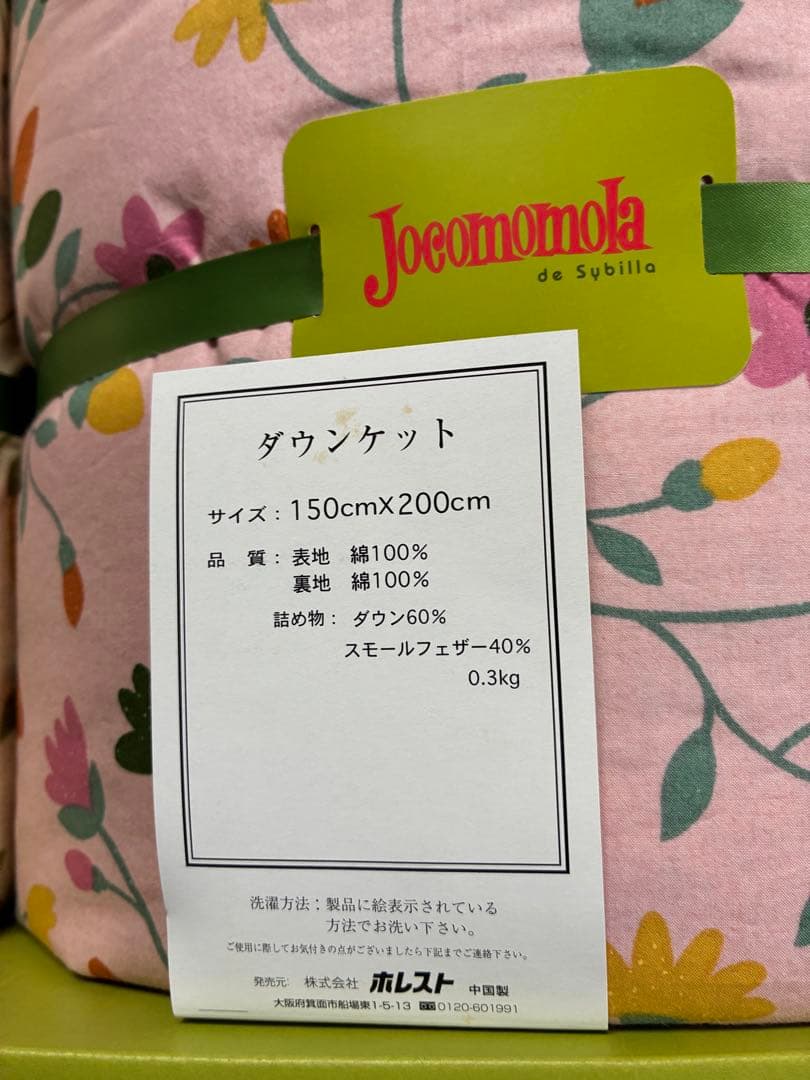 Jocomomola
de Sybilla
ダウンケット
サイズ：150cmX200cm
品　質：表地　綿100%
裏地　綿100%
詰め物：ダウン60%
スモールフェザー40%
0.3kg
洗濯方法：製品に絵表示されている
方法でお洗い下さい。
ご使用に際してお気付きの点がございましたら下記までご連絡下さい。
発売元:　株式会社 ホレスト　中国製
大阪府箕面市船場東1-5-13 0120-601991